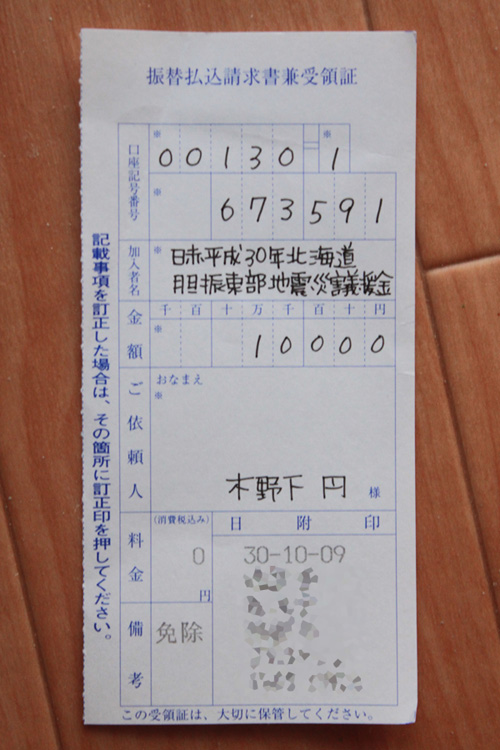 振替払込請求書兼受領証
口座記号番号
※ 00130 ※ 1
※ 673591
加入者名
※ 日赤平成30年北海道
胆振東部地震災害義援金
金額
千百十万千百十円
※ 10000
ご依頼人
おなまえ
※
木野下 円 様
料金
(消費税込み)
0
円
日附印
30-10-09
備考
免除
記載事項を訂正した場合は、その箇所に訂正印を押してください。
この受領証は、大切に保管してください。